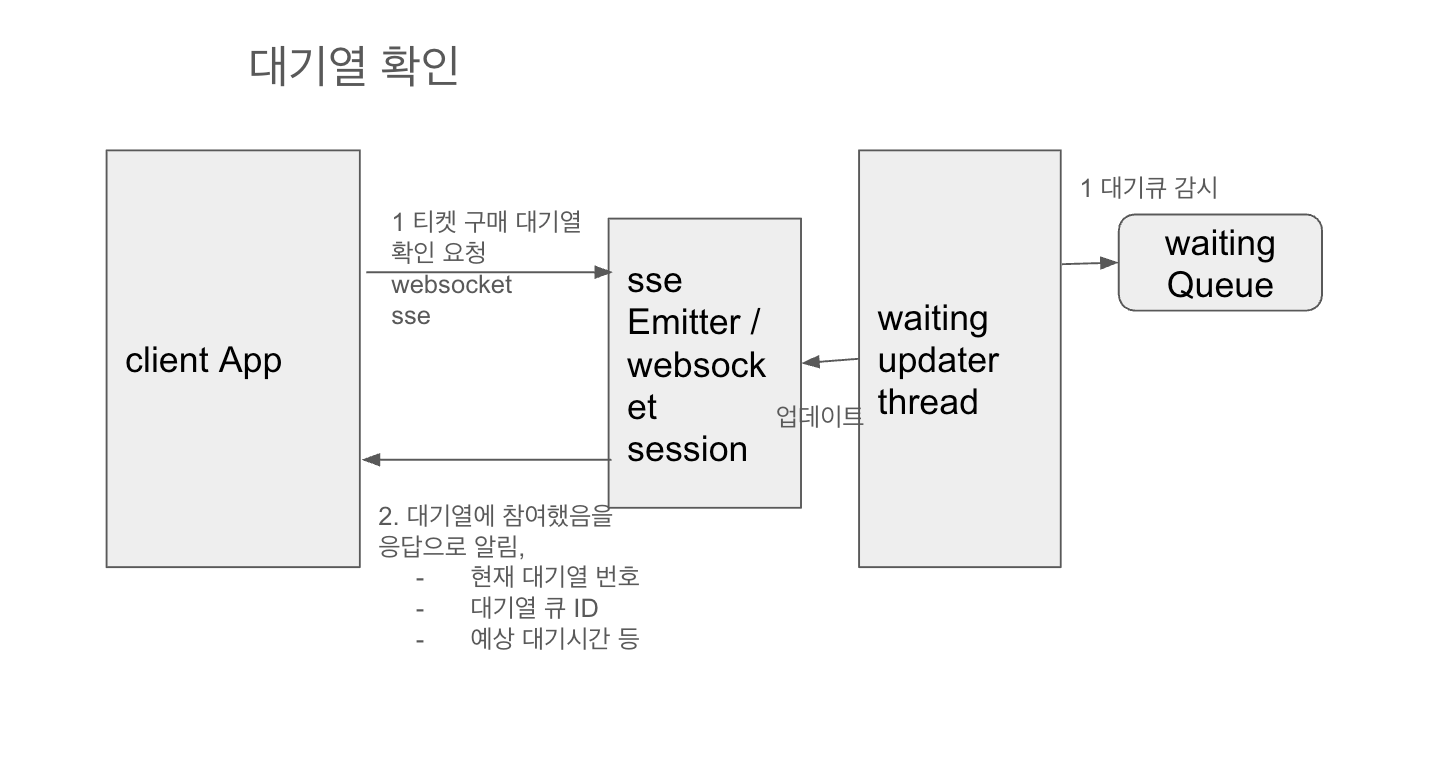 대기열 확인
client App
1 티켓 구매 대기열
확인 요청
websocket
sse
sse
Emitter /
websock
et
session
2. 대기열에 참여했음을
응답으로 알림,
- 현재 대기열 번호
- 대기열 큐 ID
- 예상 대기시간 등
업데이트
waiting
updater
thread
1 대기큐 감시
waiting
Queue